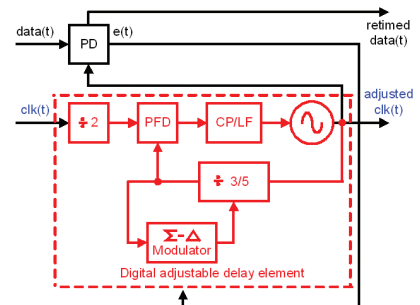 retimed
data(t)
data(t)
PD
e(t)
adjusted
clk(t)
clk(t)
÷ 2
PFD
CP/LF
÷ 3/5
Σ-Δ
Modulator
Digital adjustable delay element